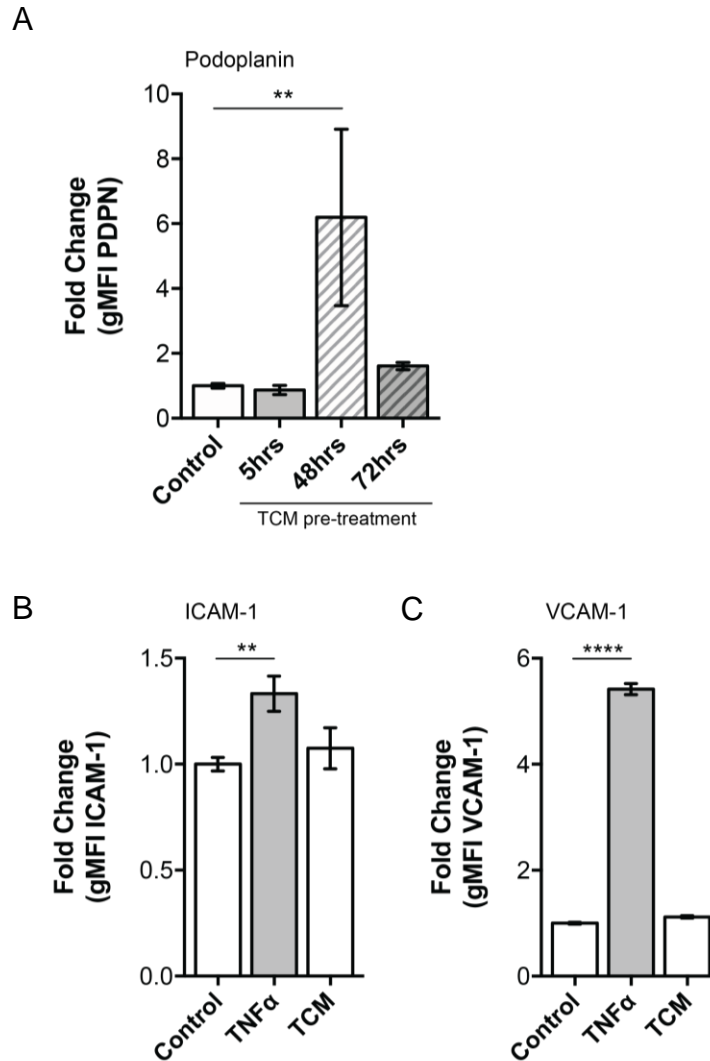 A
Podoplanin
**
10
8
6
4
2
0
Fold Change
(gMFI PDPN)
Control
5hrs
48hrs
72hrs
TCM pre-treatment
B
ICAM-1
**
1.5
1.0
0.5
0.0
Fold Change
(gMFI ICAM-1)
Control
TNFα
TCM
C
VCAM-1
****
6
4
2
0
Fold Change
(gMFI VCAM-1)
Control
TNFα
TCM